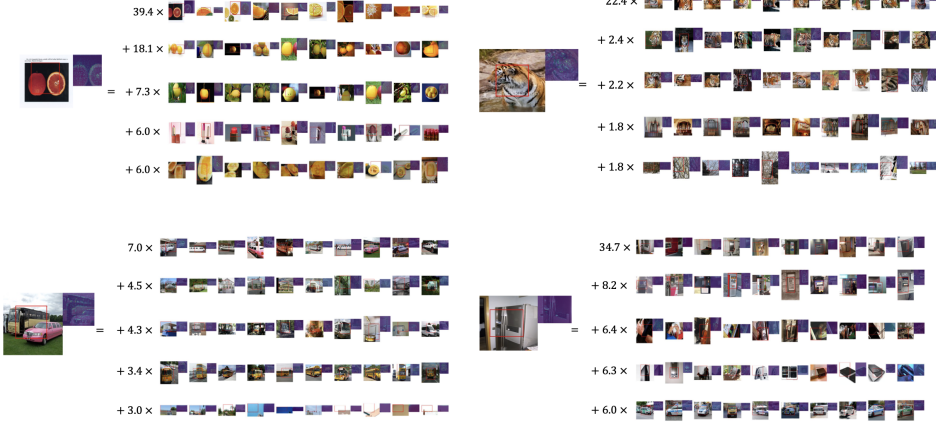 39.4 ×
+ 18.1 ×
= + 7.3 ×
+ 6.0 ×
+ 6.0 ×
22.4 ×
+ 2.4 ×
= + 2.2 ×
+ 1.8 ×
+ 1.8 ×
7.0 ×
+ 4.5 ×
= + 4.3 ×
+ 3.4 ×
+ 3.0 ×
34.7 ×
+ 8.2 ×
= + 6.4 ×
+ 6.3 ×
+ 6.0 ×